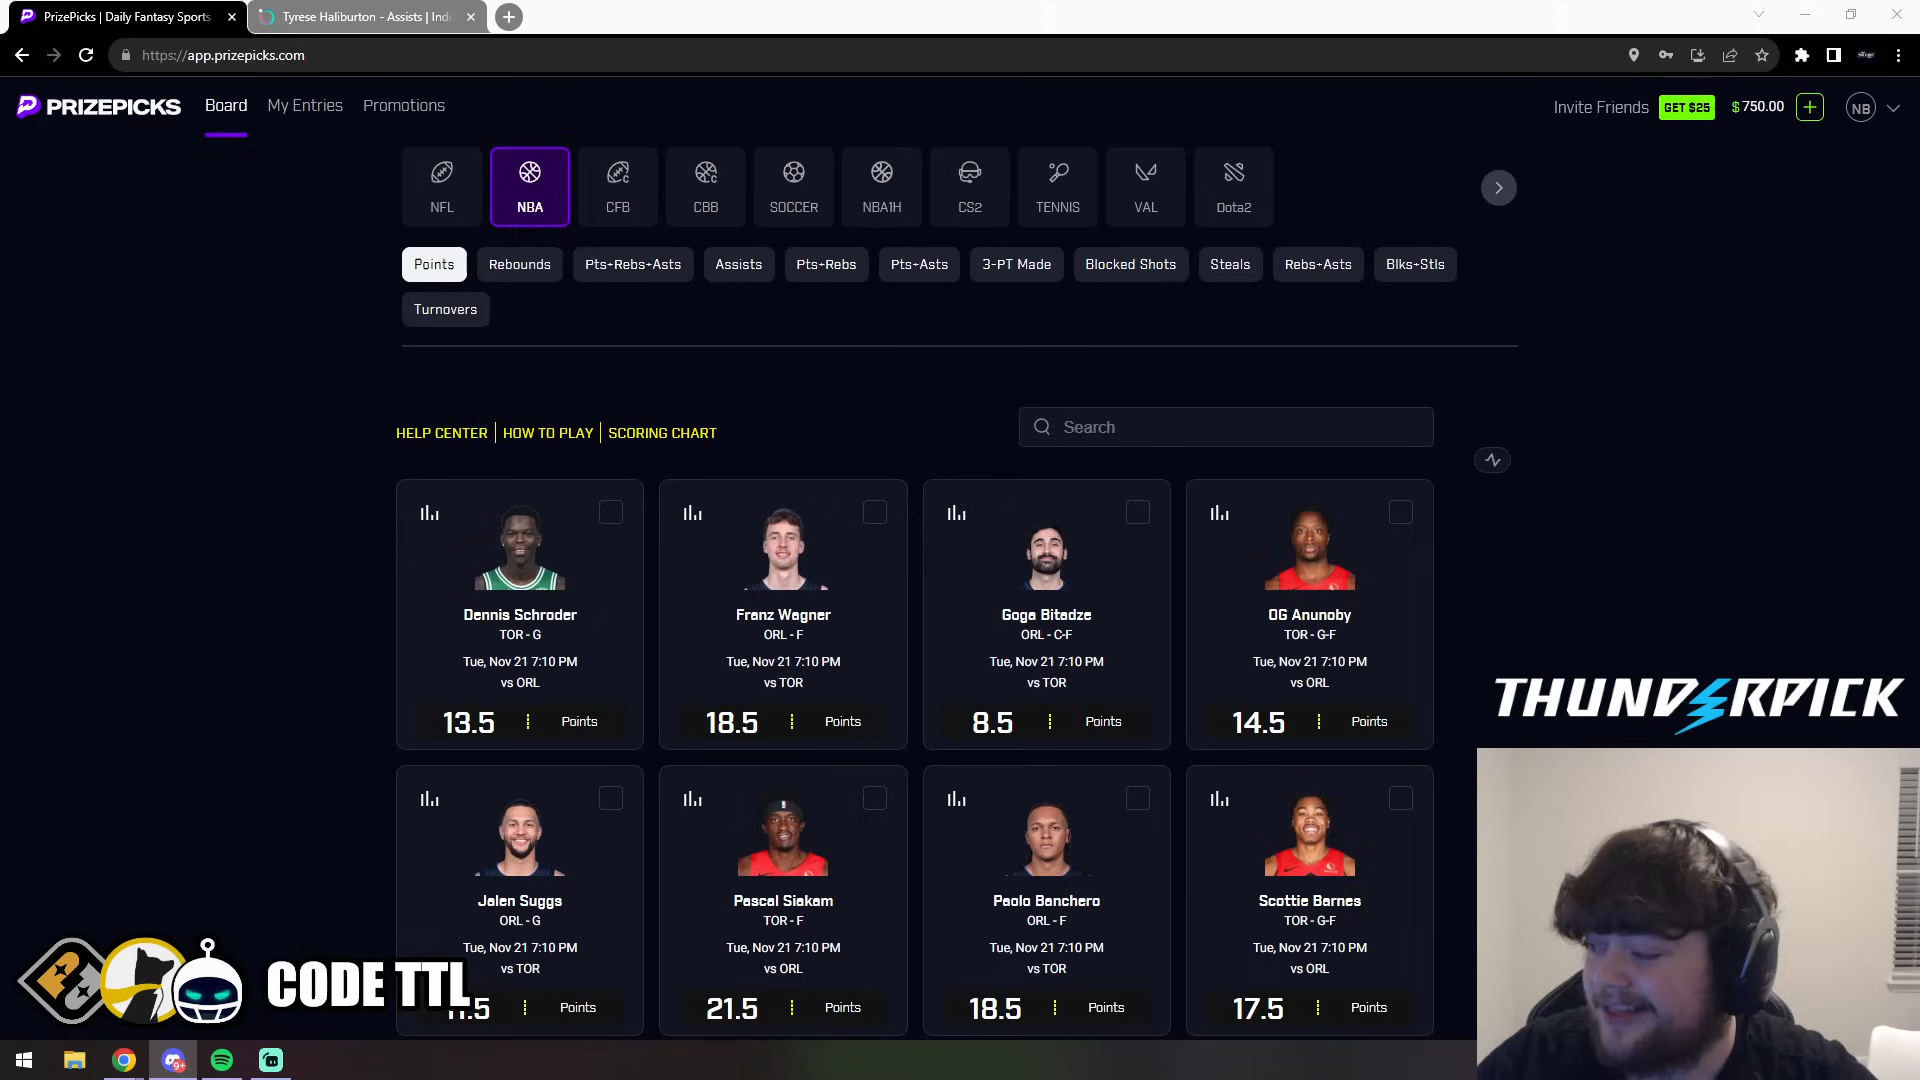 PrizePicks | Daily Fantasy Sports
Tyrese Haliburton - Assists | Indi
https://app.prizepicks.com
PRIZEPICKS
Board
My Entries
Promotions
Invite Friends
GET $25
$ 750.00
NB
NFL
NBA
CFB
CBB
SOCCER
NBA1H
CS2
TENNIS
VAL
Dota2
Points
Rebounds
Pts+Rebs+Asts
Assists
Pts+Rebs
Pts+Asts
3-PT Made
Blocked Shots
Steals
Rebs+Asts
Blks+Stls
Turnovers
HELP CENTER
HOW TO PLAY
SCORING CHART
Search
Dennis Schroder
TOR - G
Tue, Nov 21 7:10 PM
vs ORL
13.5
Points
Franz Wagner
ORL - F
Tue, Nov 21 7:10 PM
vs TOR
18.5
Points
Goga Bitadze
ORL - C-F
Tue, Nov 21 7:10 PM
vs TOR
8.5
Points
OG Anunoby
TOR - G-F
Tue, Nov 21 7:10 PM
vs ORL
14.5
Points
THUNDERPICK
Jalen Suggs
ORL - G
Tue, Nov 21 7:10 PM
vs TOR
Points
Pascal Siakam
TOR - F
Tue, Nov 21 7:10 PM
vs ORL
21.5
Points
Paolo Banchero
ORL - F
Tue, Nov 21 7:10 PM
vs TOR
18.5
Points
Scottie Barnes
TOR - G-F
Tue, Nov 21 7:10 PM
vs ORL
17.5
Points
CODE TTL
9+